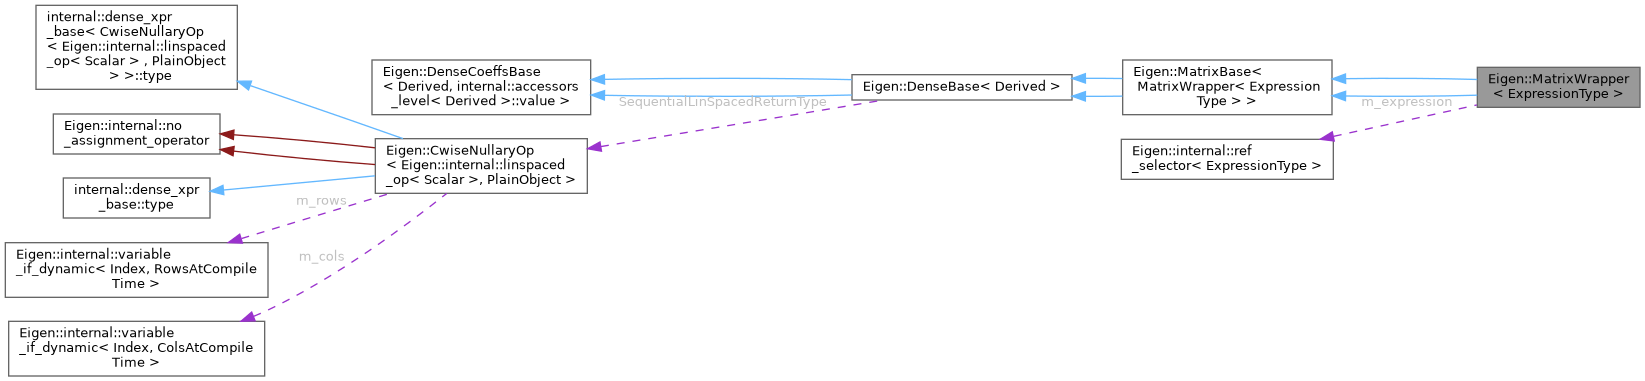 internal::dense_xpr
_base< CwiseNullaryOp
< Eigen::internal::linspaced
_op< Scalar > , PlainObject
> >::type
Eigen::internal::no
_assignment_operator
internal::dense_xpr
_base::type
Eigen::internal::variable
_if_dynamic< Index, RowsAtCompile
Time >
Eigen::internal::variable
_if_dynamic< Index, ColsAtCompile
Time >
m_rows
m_cols
Eigen::DenseCoeffsBase
< Derived, internal::accessors
_level< Derived >::value >
Eigen::CwiseNullaryOp
< Eigen::internal::linspaced
_op< Scalar >, PlainObject >
SequentialLinSpacedReturnType
Eigen::DenseBase< Derived >
Eigen::MatrixBase<
MatrixWrapper< Expression
Type > >
Eigen::internal::ref
_selector< ExpressionType >
m_expression
Eigen::MatrixWrapper
< ExpressionType >